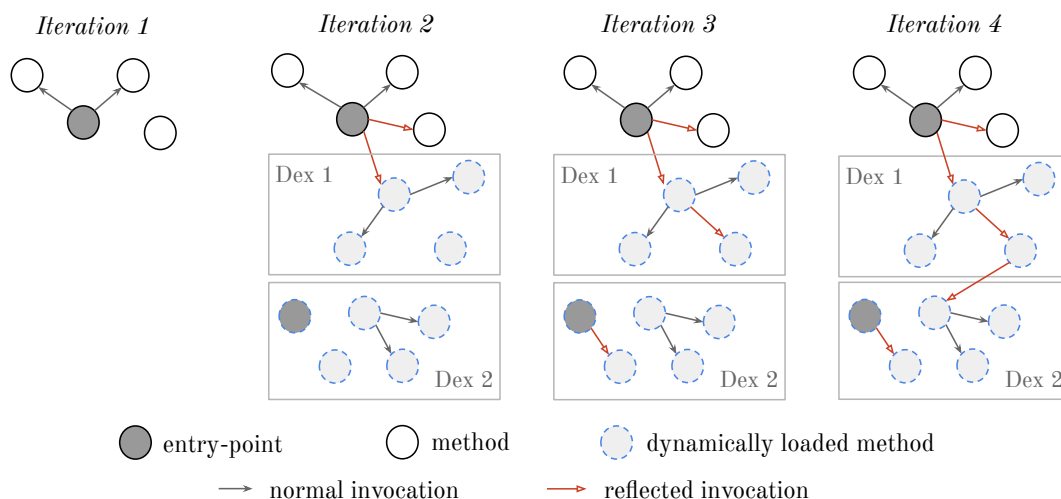 Iteration 1
Iteration 2
Iteration 3
Iteration 4
Dex 1
Dex 1
Dex 1
Dex 2
Dex 2
Dex 2
entry-point
method
dynamically loaded method
normal invocation
reflected invocation